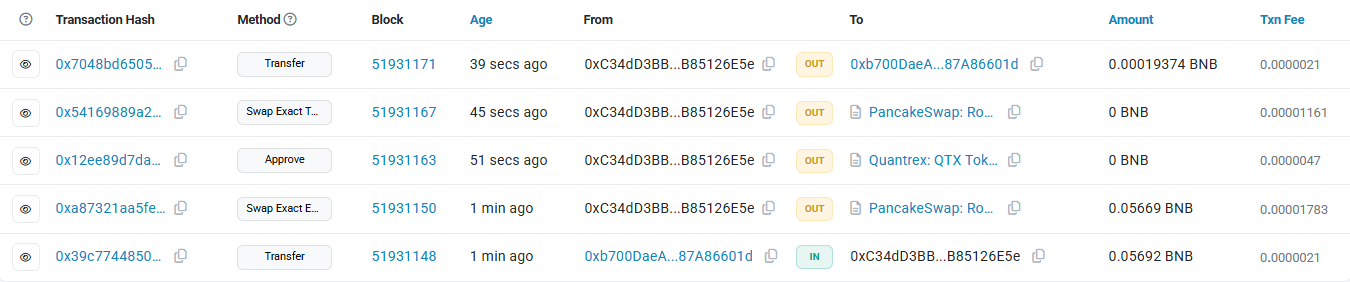 Transaction Hash Method Block Age From To Amount Txn Fee
0x7048bd6505... Transfer 51931171 39 secs ago 0xC34dD3BB...B85126E5e OUT 0xb700DaeA...87A86601d 0.00019374 BNB 0.0000021
0x54169889a2... Swap Exact T... 51931167 45 secs ago 0xC34dD3BB...B85126E5e OUT PancakeSwap: Ro... 0 BNB 0.00001161
0x12ee89d7da... Approve 51931163 51 secs ago 0xC34dD3BB...B85126E5e OUT Quantrex: QTX Tok... 0 BNB 0.0000047
0xa87321aa5fe... Swap Exact E... 51931150 1 min ago 0xC34dD3BB...B85126E5e OUT PancakeSwap: Ro... 0.05669 BNB 0.00001783
0x39c7744850... Transfer 51931148 1 min ago 0xb700DaeA...87A86601d IN 0xC34dD3BB...B85126E5e 0.05692 BNB 0.0000021